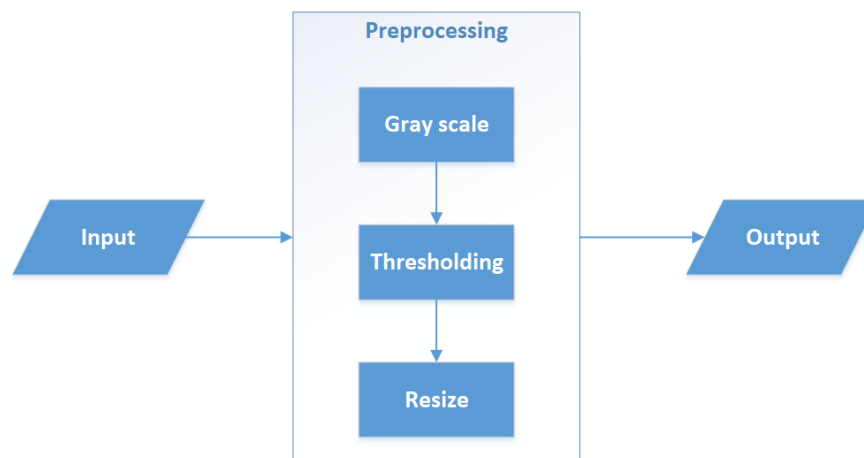 Preprocessing
Gray scale
Input
Thresholding
Output
Resize